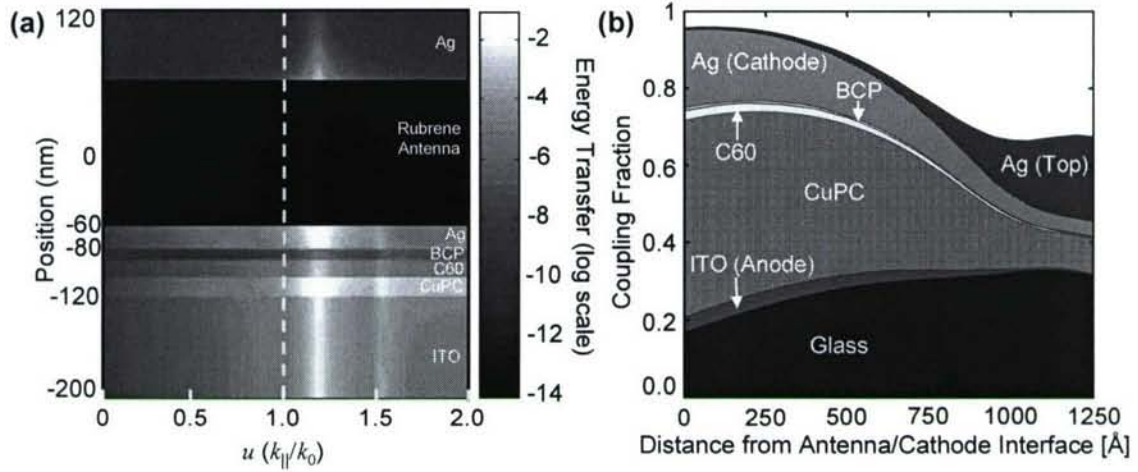 (a)
120
60
0
-60
-80
-120
-200
Position (nm)
Ag
Rubrene
Antenna
Ag
BCP
C60
CuPC
ITO
0
0.5
1.0
1.5
2.0
u (k||/k0)
-2
-4
-6
-8
-10
-12
-14
Energy Transfer (log scale)
(b)
1
0.8
0.6
0.4
0.2
0.0
Coupling Fraction
Ag (Cathode)
BCP
C60
CuPC
Ag (Top)
ITO (Anode)
Glass
0
250
500
750
1000
1250
Distance from Antenna/Cathode Interface [Å]